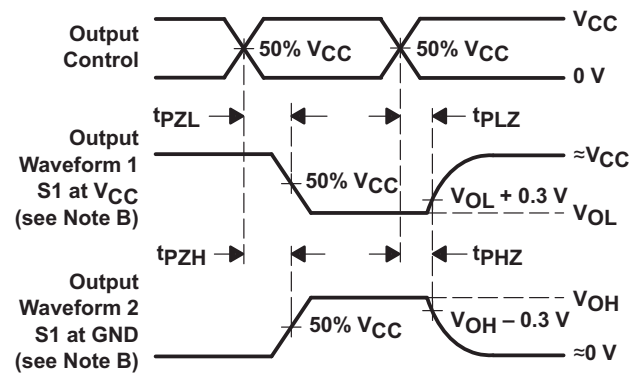 Output
Control
50% VCC
50% VCC
VCC
0 V
tPZL
tPLZ
Output
Waveform 1
S1 at VCC
(see Note B)
50% VCC
≈VCC
VOL + 0.3 V
VOL
tPZH
tPHZ
Output
Waveform 2
S1 at GND
(see Note B)
50% VCC
VOH
VOH – 0.3 V
≈0 V